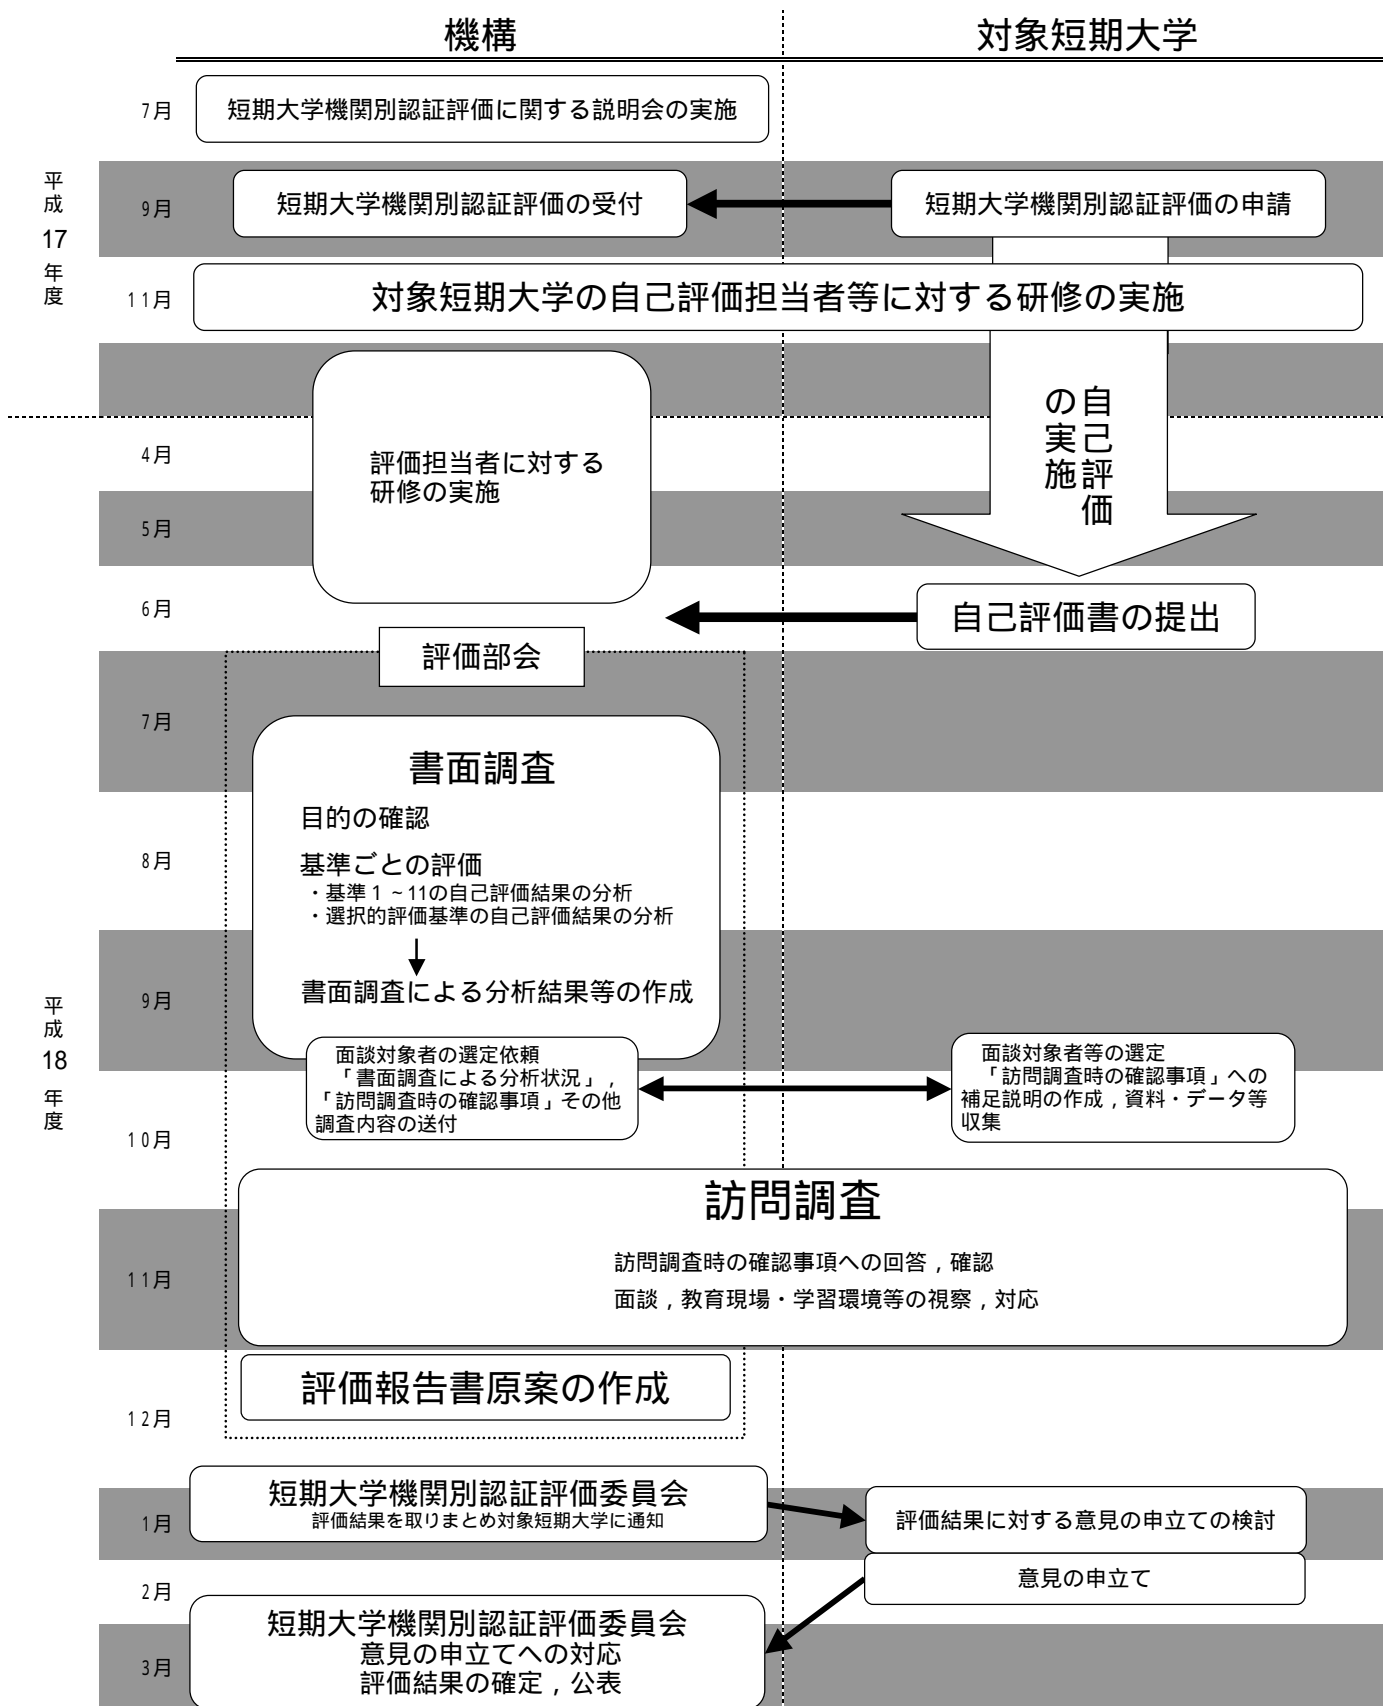 機構
対象短期大学
平成17年度
7月
短期大学機関別認証評価に関する説明会の実施
9月
短期大学機関別認証評価の受付
短期大学機関別認証評価の申請
11月
対象短期大学の自己評価担当者等に対する研修の実施
自己評価
の実施
平成18年度
4月
評価担当者に対する
研修の実施
5月
6月
自己評価書の提出
評価部会
7月
書面調査
目的の確認
8月
基準ごとの評価
・基準1~11の自己評価結果の分析
・選択的評価基準の自己評価結果の分析
9月
書面調査による分析結果等の作成
面談対象者の選定依頼
「書面調査による分析状況」,
「訪問調査時の確認事項」その他
調査内容の送付
面談対象者等の選定
「訪問調査時の確認事項」への
補足説明の作成,資料・データ等
収集
10月
訪問調査
11月
訪問調査時の確認事項への回答,確認
面談,教育現場・学習環境等の視察,対応
評価報告書原案の作成
12月
短期大学機関別認証評価委員会
評価結果を取りまとめ対象短期大学に通知
1月
評価結果に対する意見の申立ての検討
意見の申立て
2月
短期大学機関別認証評価委員会
意見の申立てへの対応
評価結果の確定,公表
3月